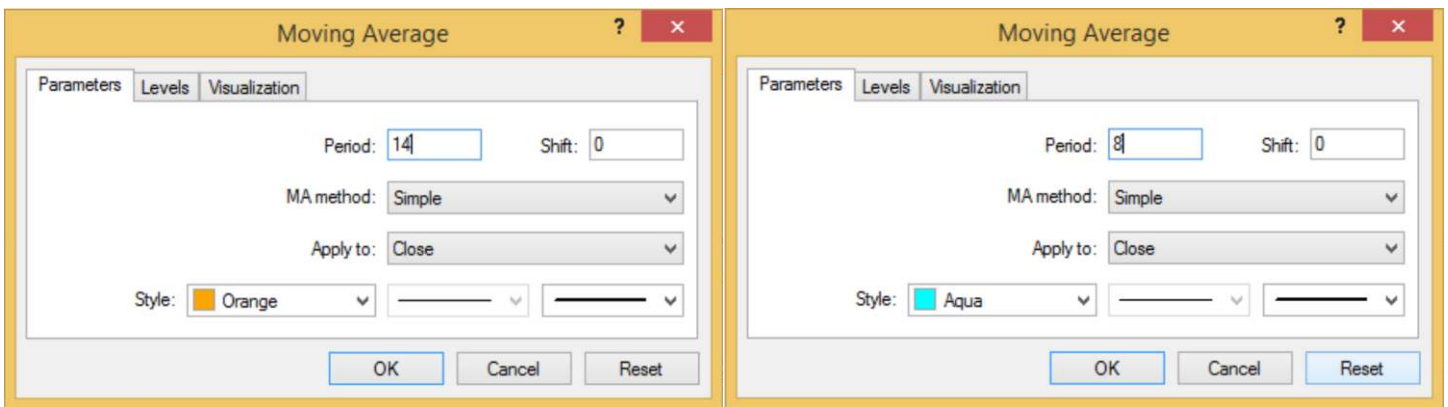 Moving Average ? ×
Parameters Levels Visualization
Period: 14 Shift: 0
MA method: Simple
Apply to: Close
Style: Orange
OK Cancel Reset
Moving Average ? ×
Parameters Levels Visualization
Period: 8 Shift: 0
MA method: Simple
Apply to: Close
Style: Aqua
OK Cancel Reset